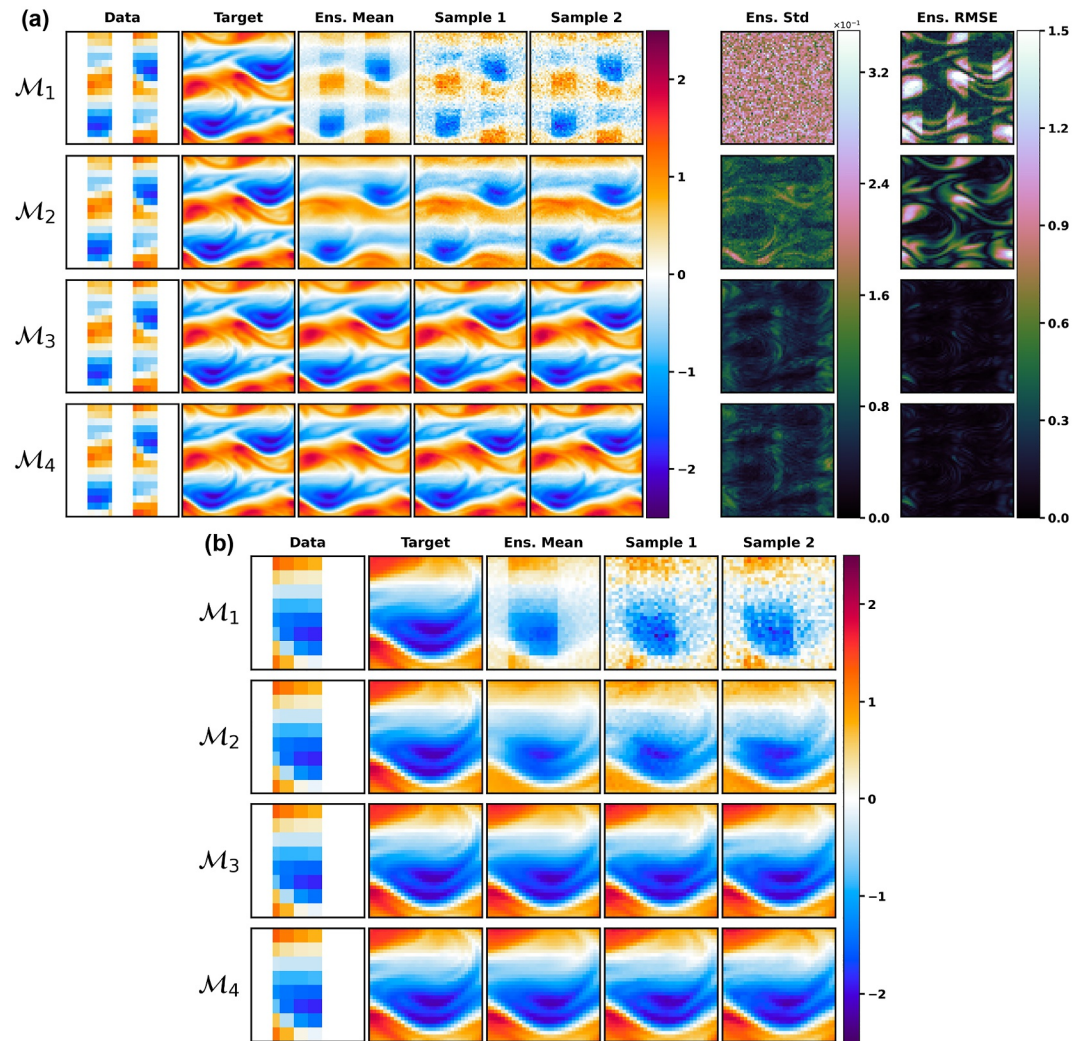 (a)
Data Target Ens. Mean Sample 1 Sample 2 Ens. Std Ens. RMSE
×10⁻¹
M₁
M₂
M₃
M₄
2
1
0
−1
−2
3.2
2.4
1.6
0.8
0.0
1.5
1.2
0.9
0.6
0.3
0.0
(b)
Data Target Ens. Mean Sample 1 Sample 2
M₁
M₂
M₃
M₄
2
1
0
−1
−2